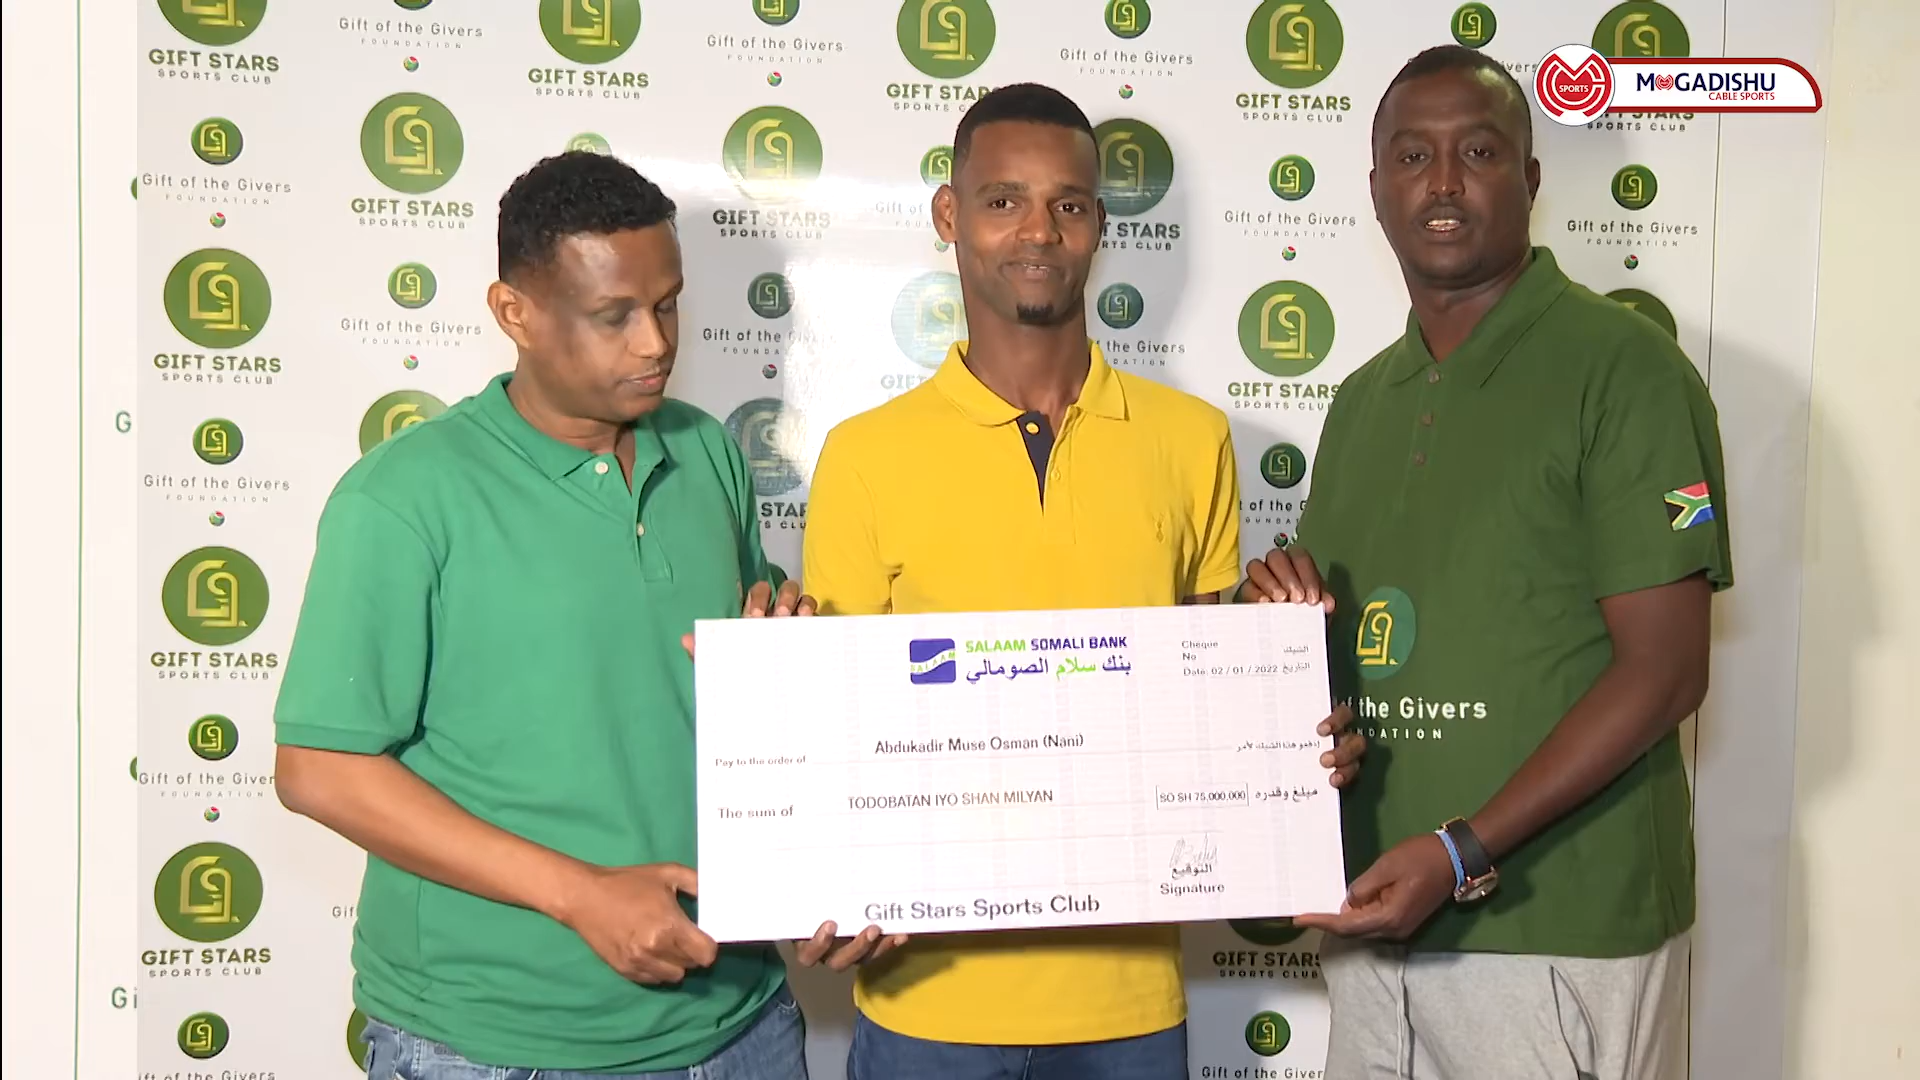 Gift of the Givers
FOUNDATION
GIFT STARS
SPORTS CLUB
MOGADISHU
CABLE SPORTS
SPORTS
SALAAM SOMALI BANK
بنك سلام الصومالي
SALAAM
Cheque
No
الشيك
Date: 02 / 01 / 2022 التاريخ
Pay to the order of
Abdukadir Muse Osman (Nani)
إدفعو هذا الشيك لأمر
The sum of
TODOBATAN IYO SHAN MILYAN
SO SH 75,000,000
مبلغ وقدره
التوقيع
Signature
Gift Stars Sports Club
the Givers